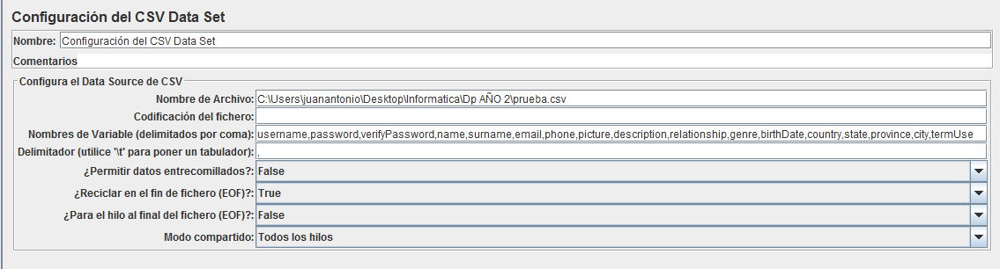 Configuración del CSV Data Set
Nombre: Configuración del CSV Data Set
Comentarios
Configura el Data Source de CSV
Nombre de Archivo: C:\Users\juanantonio\Desktop\Informatica\Dp AÑO 2\prueba.csv
Codificación del fichero:
Nombres de Variable (delimitados por coma): username,password,verifyPassword,name,surname,email,phone,picture,description,relationship,genre,birthDate,country,state,province,city,termUse
Delimitador (utilice '\t' para poner un tabulador): ,
¿Permitir datos entrecomillados?: False
¿Reciclar en el fin de fichero (EOF)?: True
¿Para el hilo al final del fichero (EOF)?: False
Modo compartido: Todos los hilos